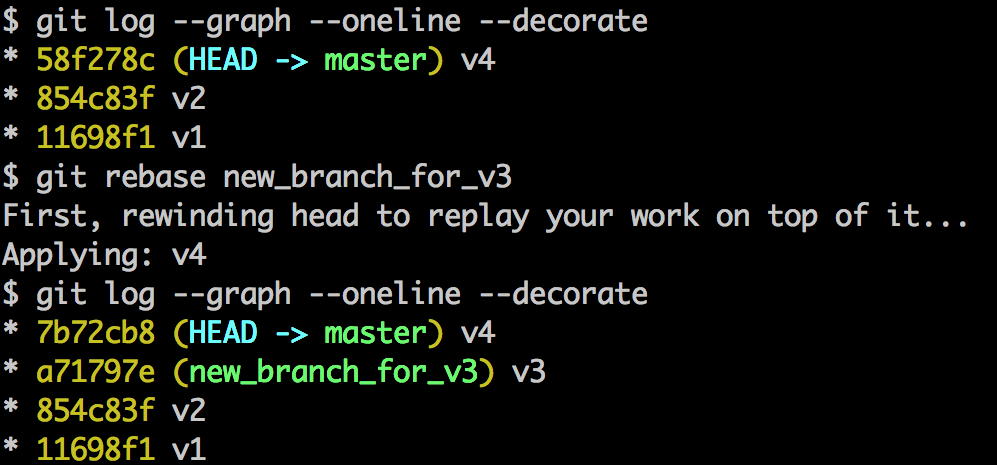 $ git log --graph --oneline --decorate
* 58f278c (HEAD -> master) v4
* 854c83f v2
* 11698f1 v1
$ git rebase new_branch_for_v3
First, rewinding head to replay your work on top of it...
Applying: v4
$ git log --graph --oneline --decorate
* 7b72cb8 (HEAD -> master) v4
* a71797e (new_branch_for_v3) v3
* 854c83f v2
* 11698f1 v1